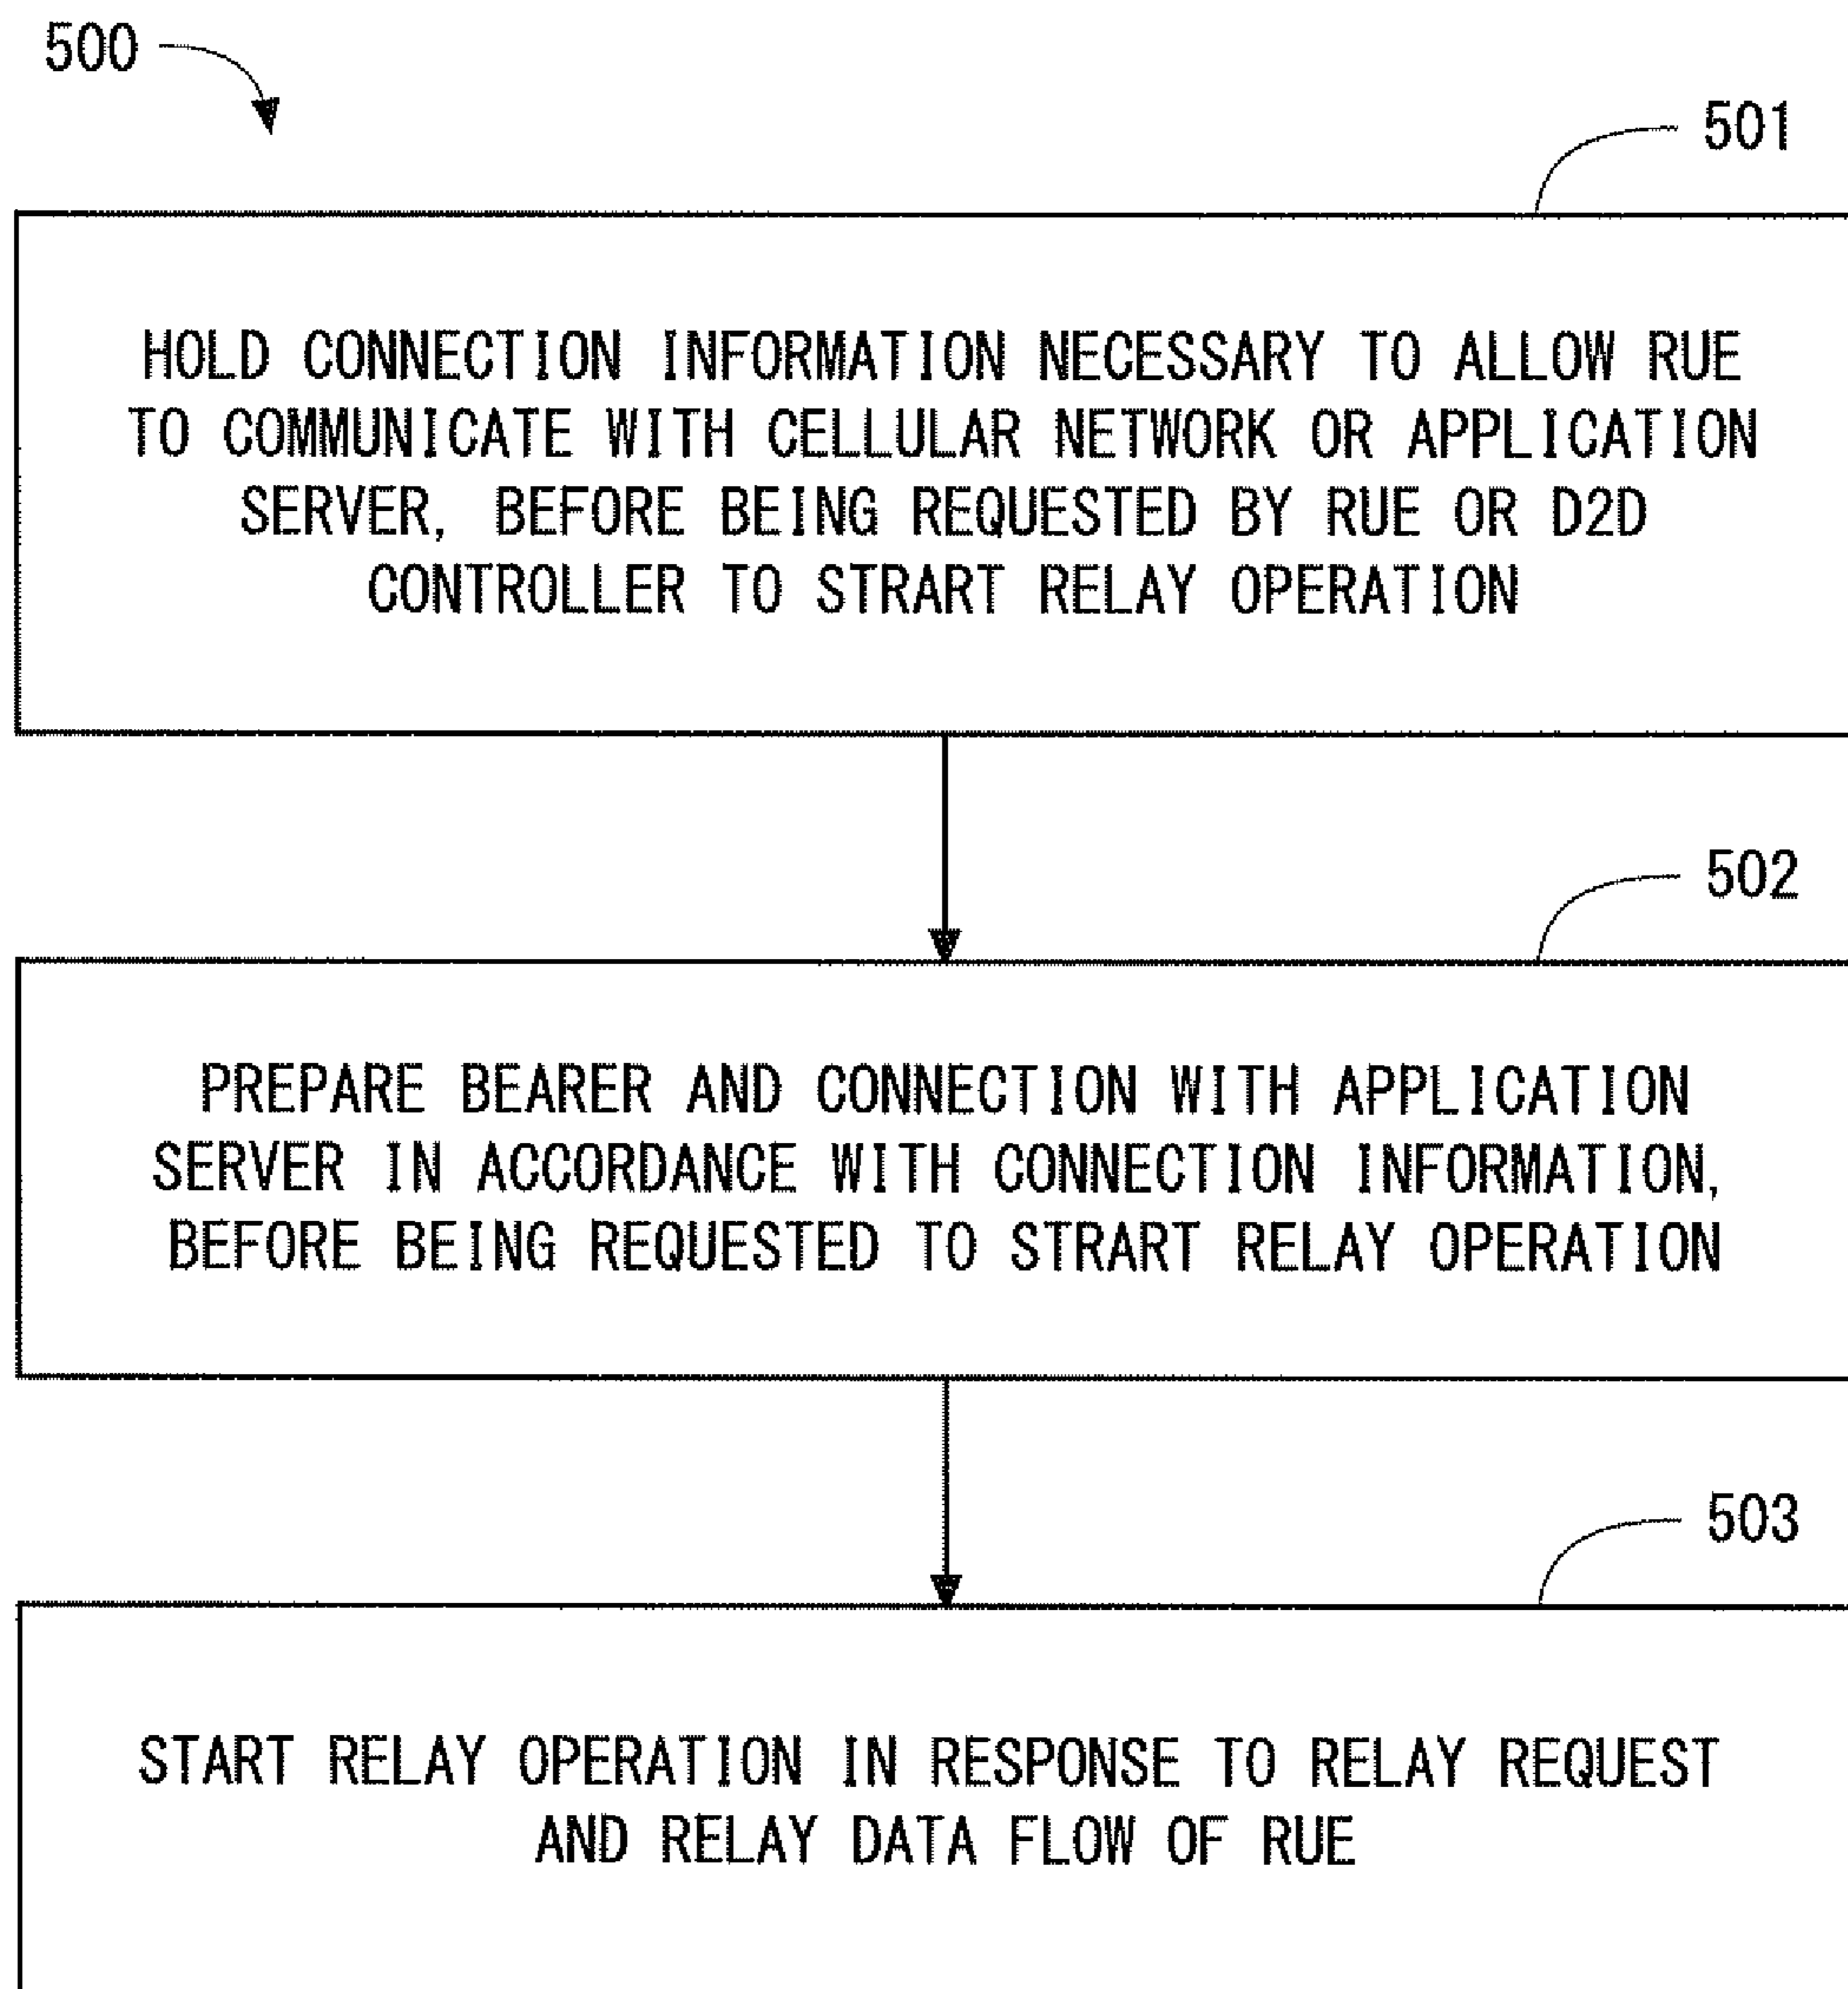 500
501
HOLD CONNECTION INFORMATION NECESSARY TO ALLOW RUE
TO COMMUNICATE WITH CELLULAR NETWORK OR APPLICATION
SERVER, BEFORE BEING REQUESTED BY RUE OR D2D
CONTROLLER TO STRART RELAY OPERATION
502
PREPARE BEARER AND CONNECTION WITH APPLICATION
SERVER IN ACCORDANCE WITH CONNECTION INFORMATION,
BEFORE BEING REQUESTED TO STRART RELAY OPERATION
503
START RELAY OPERATION IN RESPONSE TO RELAY REQUEST
AND RELAY DATA FLOW OF RUE